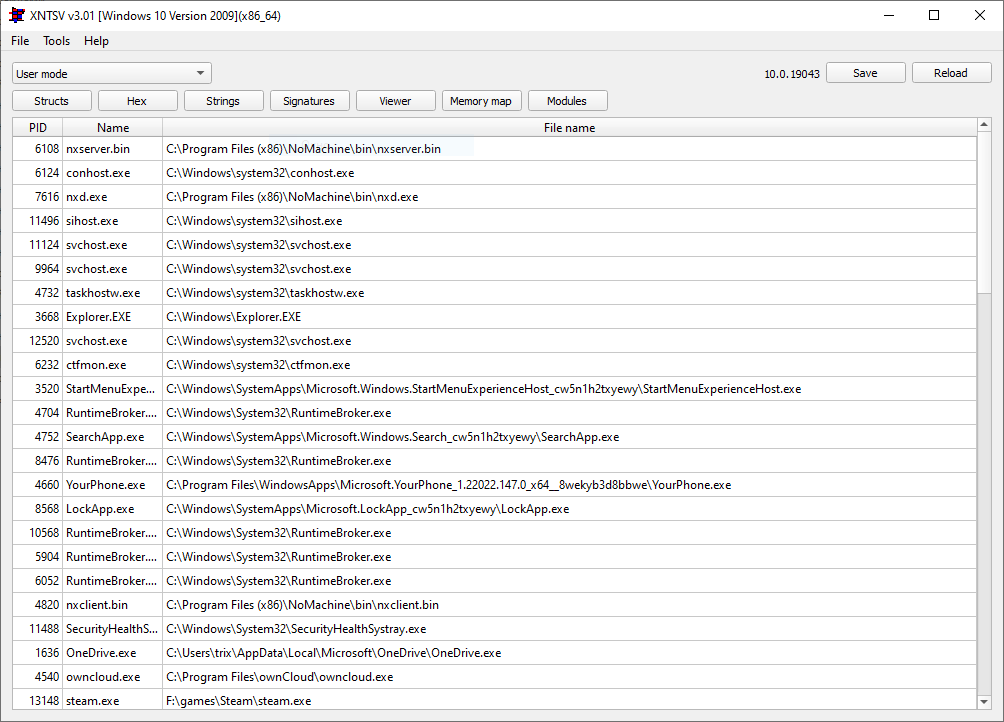 XNTSV v3.01 [Windows 10 Version 2009](x86_64)
File Tools Help
User mode 10.0.19043 Save Reload
Structs Hex Strings Signatures Viewer Memory map Modules
PID Name File name
6108 nxserver.bin C:\Program Files (x86)\NoMachine\bin\nxserver.bin
6124 conhost.exe C:\Windows\system32\conhost.exe
7616 nxd.exe C:\Program Files (x86)\NoMachine\bin\nxd.exe
11496 sihost.exe C:\Windows\system32\sihost.exe
11124 svchost.exe C:\Windows\system32\svchost.exe
9964 svchost.exe C:\Windows\system32\svchost.exe
4732 taskhostw.exe C:\Windows\system32\taskhostw.exe
3668 Explorer.EXE C:\Windows\Explorer.EXE
12520 svchost.exe C:\Windows\system32\svchost.exe
6232 ctfmon.exe C:\Windows\system32\ctfmon.exe
3520 StartMenuExpe... C:\Windows\SystemApps\Microsoft.Windows.StartMenuExperienceHost_cw5n1h2txyewy\StartMenuExperienceHost.exe
4704 RuntimeBroker.... C:\Windows\System32\RuntimeBroker.exe
4752 SearchApp.exe C:\Windows\SystemApps\Microsoft.Windows.Search_cw5n1h2txyewy\SearchApp.exe
8476 RuntimeBroker.... C:\Windows\System32\RuntimeBroker.exe
4660 YourPhone.exe C:\Program Files\WindowsApps\Microsoft.YourPhone_1.22022.147.0_x64__8wekyb3d8bbwe\YourPhone.exe
8568 LockApp.exe C:\Windows\SystemApps\Microsoft.LockApp_cw5n1h2txyewy\LockApp.exe
10568 RuntimeBroker.... C:\Windows\System32\RuntimeBroker.exe
5904 RuntimeBroker.... C:\Windows\System32\RuntimeBroker.exe
6052 RuntimeBroker.... C:\Windows\System32\RuntimeBroker.exe
4820 nxclient.bin C:\Program Files (x86)\NoMachine\bin\nxclient.bin
11488 SecurityHealthS... C:\Windows\System32\SecurityHealthSystray.exe
1636 OneDrive.exe C:\Users\trix\AppData\Local\Microsoft\OneDrive\OneDrive.exe
4540 owncloud.exe C:\Program Files\ownCloud\owncloud.exe
13148 steam.exe F:\games\Steam\steam.exe